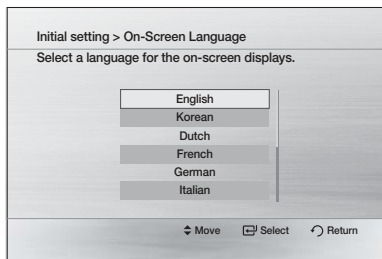 Initial setting > On-Screen Language
Select a language for the on-screen displays.
English
Korean
Dutch
French
German
Italian
Move Select Return